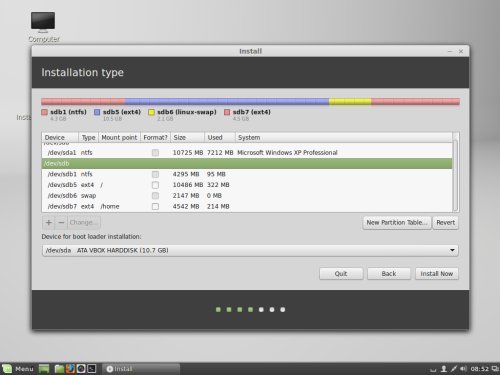 Computer
Install
Installation type
sdb1 (ntfs) sdb5 (ext4) sdb6 (linux-swap) sdb7 (ext4)
4.3 GB 10.5 GB 2.1 GB 4.5 GB
Device Type Mount point Format? Size Used System
/dev/sda1 ntfs 10725 MB 7212 MB Microsoft Windows XP Professional
/dev/sdb
/dev/sdb1 ntfs 4295 MB 95 MB
/dev/sdb5 ext4 / 10486 MB 322 MB
/dev/sdb6 swap 2147 MB 0 MB
/dev/sdb7 ext4 /home 4542 MB 214 MB
+ − Change... New Partition Table... Revert
Device for boot loader installation:
/dev/sda ATA VBOX HARDDISK (10.7 GB)
Quit Back Install Now
Menu Install 08:52